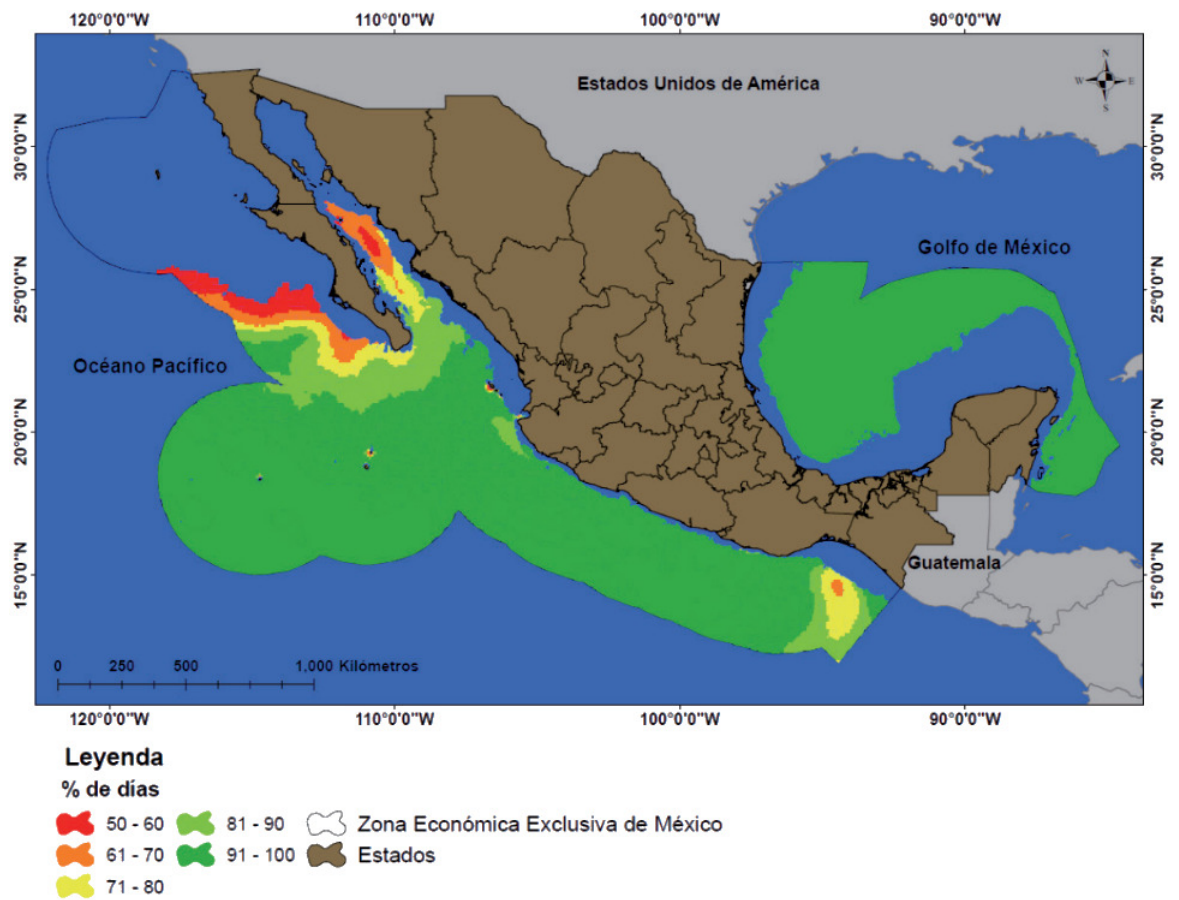 120°0'0"W 110°0'0"W 100°0'0"W 90°0'0"W
N
W E
S
Estados Unidos de América
30°0'0"N 30°0'0"N
Golfo de México
25°0'0"N 25°0'0"N
Océano Pacífico
20°0'0"N 20°0'0"N
Guatemala
15°0'0"N 15°0'0"N
0 250 500 1,000 Kilómetros
120°0'0"W 110°0'0"W 100°0'0"W 90°0'0"W
Leyenda
% de días
50 - 60 81 - 90 Zona Económica Exclusiva de México
61 - 70 91 - 100 Estados
71 - 80